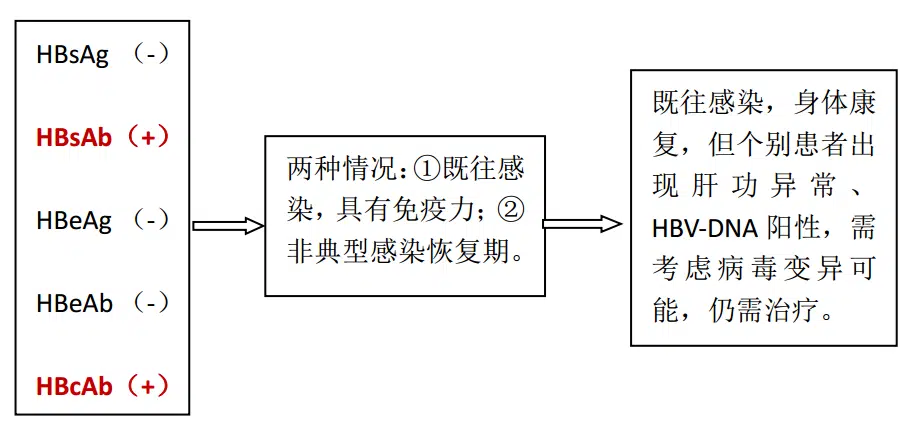 HBsAg （-）
HBsAb（+）
HBeAg （-）
HBeAb （-）
HBcAb（+）
两种情况：①既往感
染，具有免疫力；②
非典型感染恢复期。
既往感染，身体康
复，但个别患者出
现肝功异常、
HBV-DNA 阳性，需
考虑病毒变异可
能，仍需治疗。